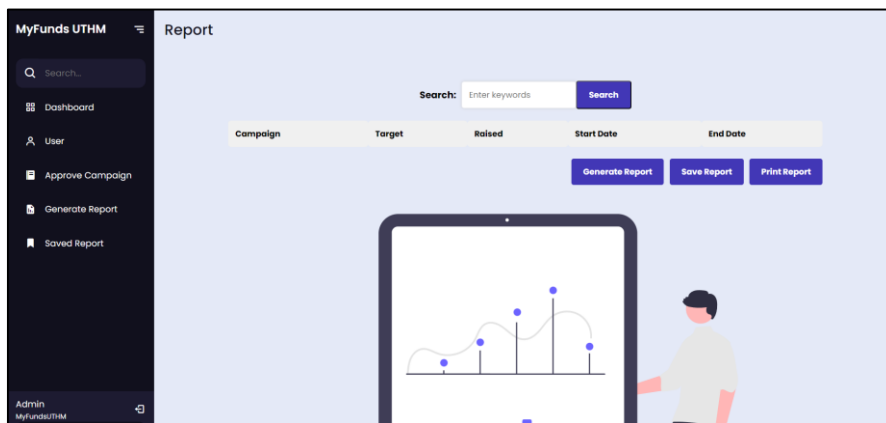 MyFunds UTHM
Report
Search..
Dashboard
User
Approve Campaign
Generate Report
Saved Report
Admin
MyFundsUTHM
Search: Enter keywords Search
Campaign Target Raised Start Date End Date
Generate Report Save Report Print Report